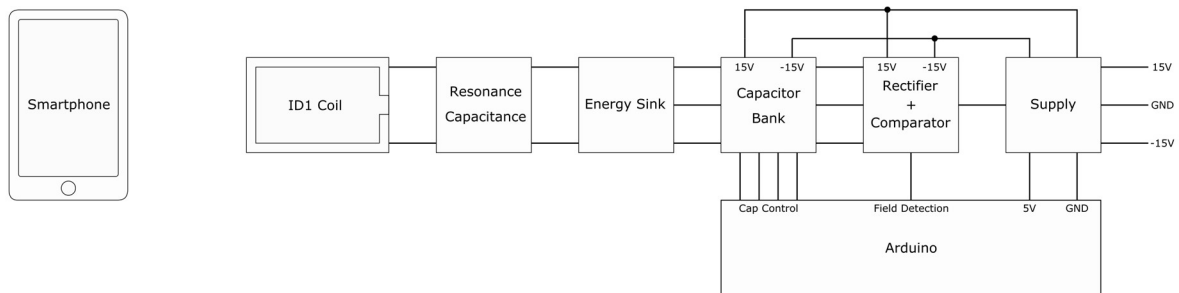 Smartphone
ID1 Coil
Resonance
Capacitance
Energy Sink
15V -15V
Capacitor
Bank
15V -15V
Rectifier
+
Comparator
Supply
15V
GND
-15V
Cap Control
Field Detection
5V
GND
Arduino